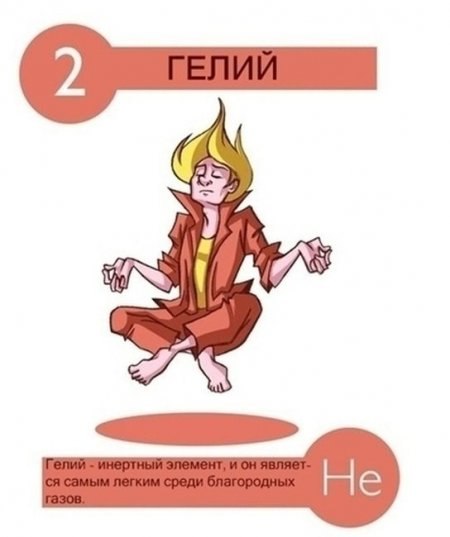 2
ГЕЛИЙ
Гелий - инертный элемент, и он являет-
ся самым легким среди благородных
газов.
He